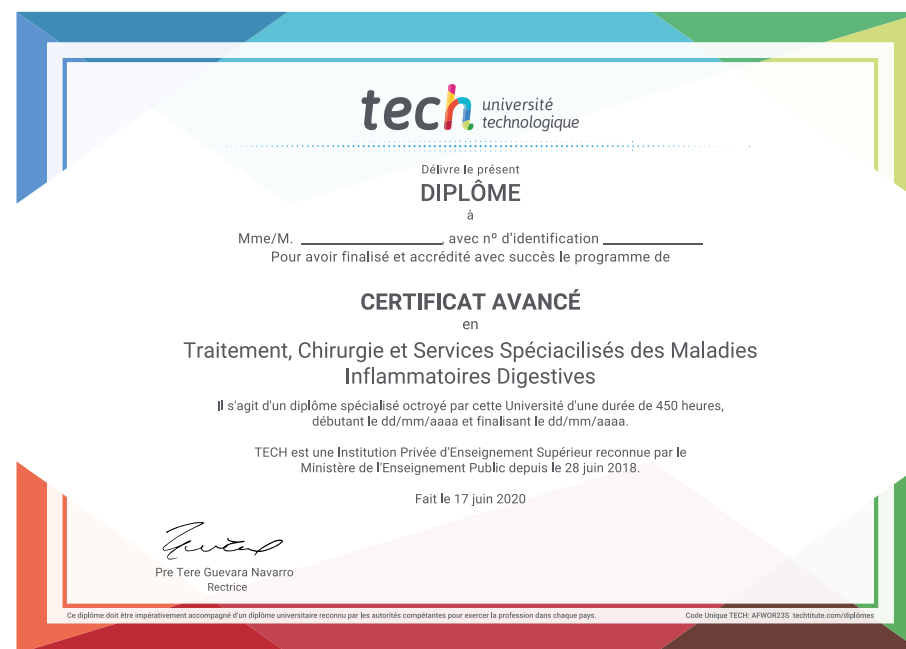 tech université
technologique
Délivre le présent
DIPLÔME
à
Mme/M. ____________________, avec nº d'identification ______________
Pour avoir finalisé et accrédité avec succès le programme de
CERTIFICAT AVANCÉ
en
Traitement, Chirurgie et Services Spéciacilisés des Maladies
Inflammatoires Digestives
Il s'agit d'un diplôme spécialisé octroyé par cette Université d'une durée de 450 heures,
débutant le dd/mm/aaaa et finalisant le dd/mm/aaaa.
TECH est une Institution Privée d'Enseignement Supérieur reconnue par le
Ministère de l'Enseignement Public depuis le 28 juin 2018.
Fait le 17 juin 2020
Pre Tere Guevara Navarro
Rectrice
Ce diplôme doit être impérativement accompagné d'un diplôme universitaire reconnu par les autorités compétantes pour exercer la profession dans chaque pays.
Code Unique TECH: AFWOR23S techtitute.com/diplômes